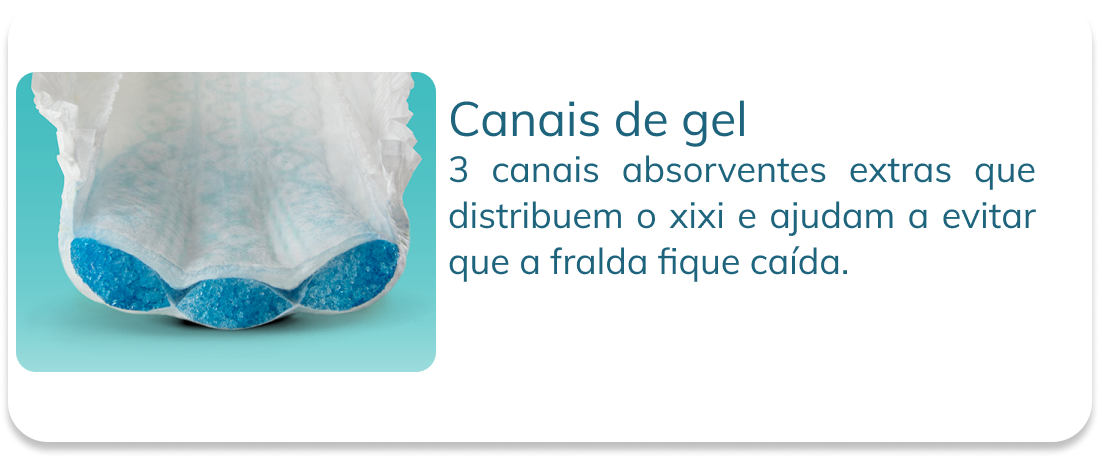 Canais de gel
3 canais absorventes extras que
distribuem o xixi e ajudam a evitar
que a fralda fique caída.